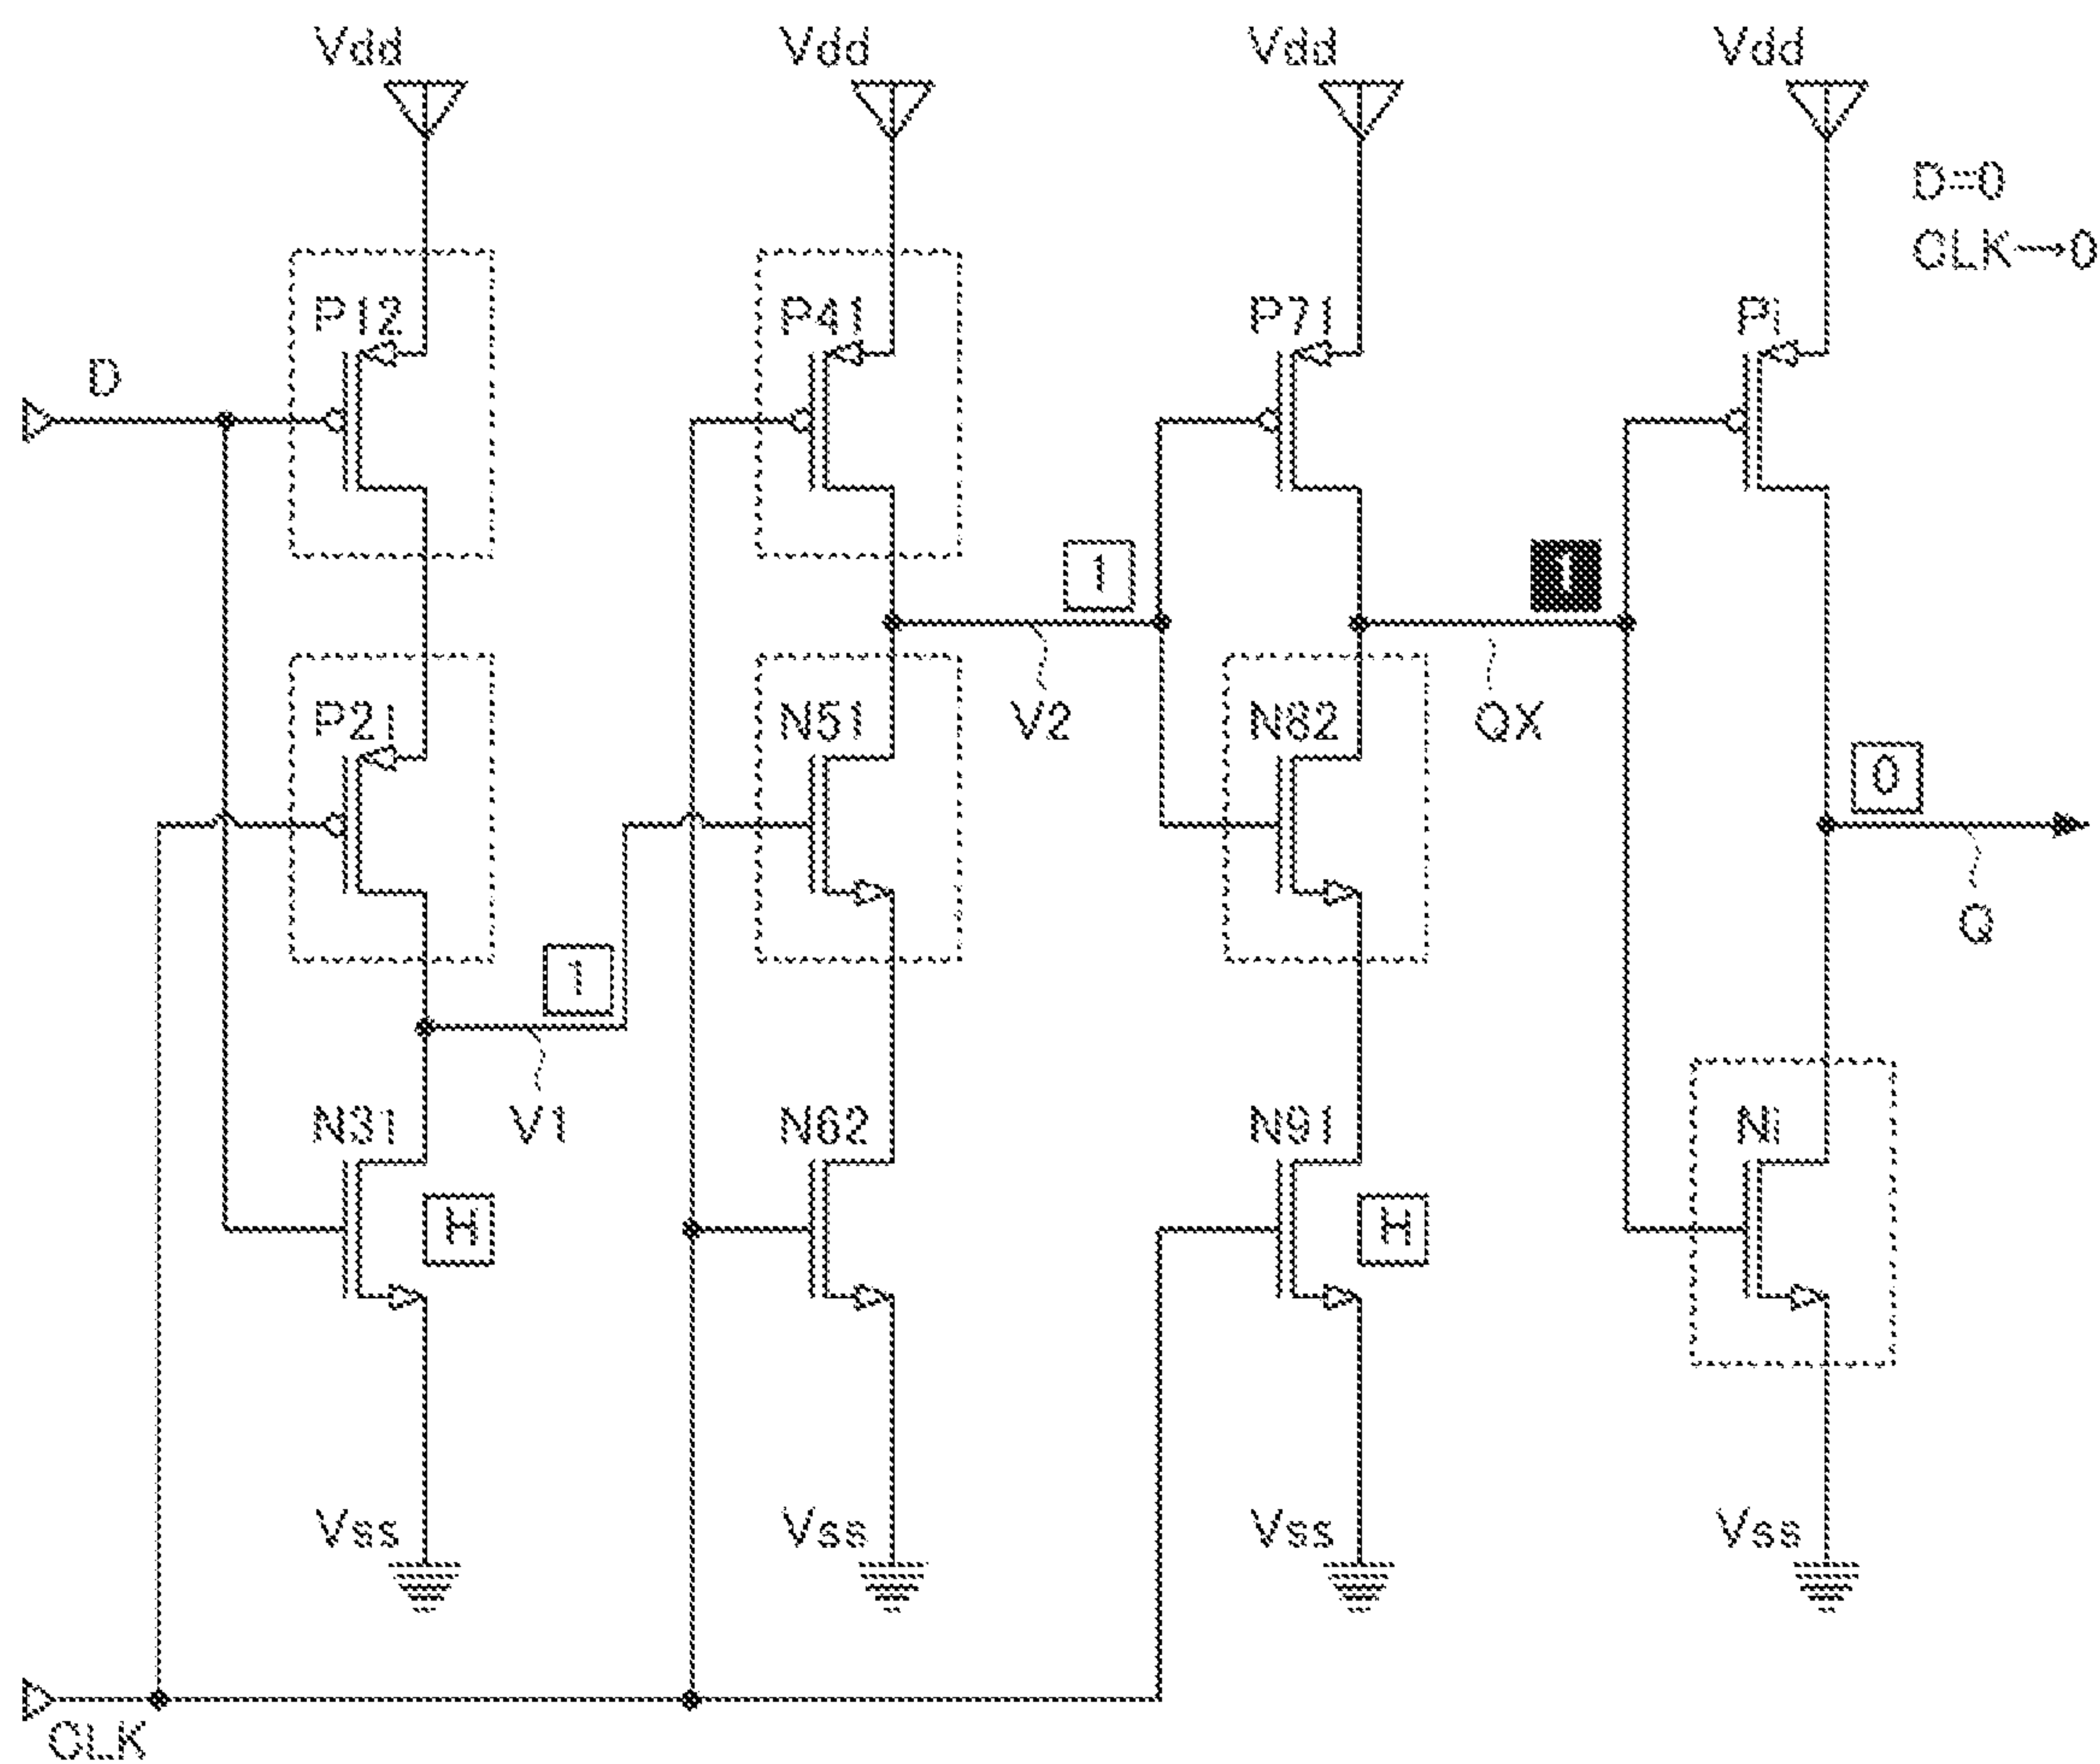 Vdd Vdd Vdd Vdd
D=0
CLK→0
P12 P41 P71 Pi
D
1 1
P21 N51 V2 N82 QX
0
Q
1
N31 V1 N62 N91 Ni
H H
Vss Vss Vss Vss
CLK